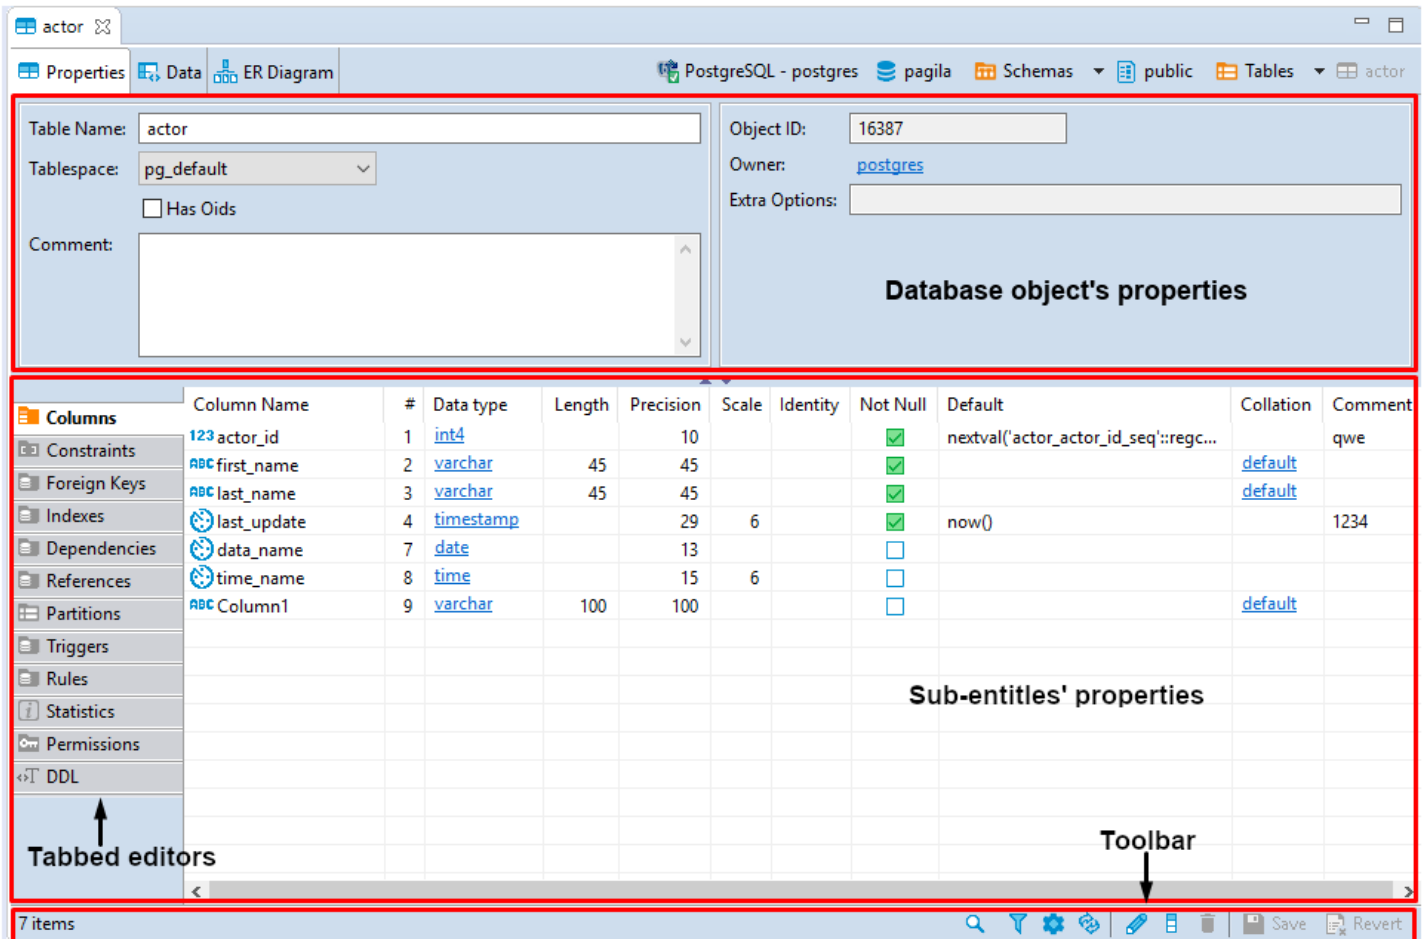 actor
Properties Data ER Diagram PostgreSQL - postgres pagila Schemas public Tables actor
Table Name: actor
Tablespace: pg_default
Has Oids
Comment:
Object ID: 16387
Owner: postgres
Extra Options:
Database object's properties
Columns
Constraints
Foreign Keys
Indexes
Dependencies
References
Partitions
Triggers
Rules
Statistics
Permissions
DDL
Tabbed editors
Column Name # Data type Length Precision Scale Identity Not Null Default Collation Comment
123 actor_id 1 int4 10 nextval('actor_actor_id_seq'::regc... qwe
ABC first_name 2 varchar 45 45 default
ABC last_name 3 varchar 45 45 default
last_update 4 timestamp 29 6 now() 1234
data_name 7 date 13
time_name 8 time 15 6
ABC Column1 9 varchar 100 100 default
Sub-entitles' properties
Toolbar
7 items Save Revert